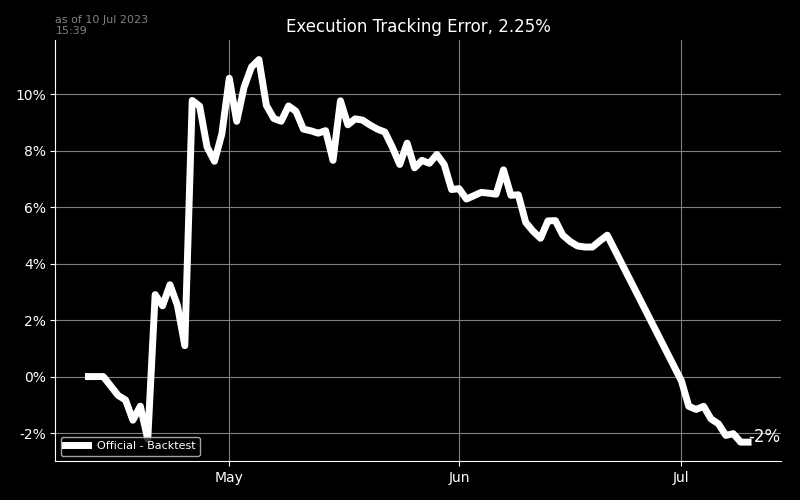 as of 10 Jul 2023
15:39
Execution Tracking Error, 2.25%
10%
8%
6%
4%
2%
0%
-2%
Official - Backtest
-2%
May
Jun
Jul